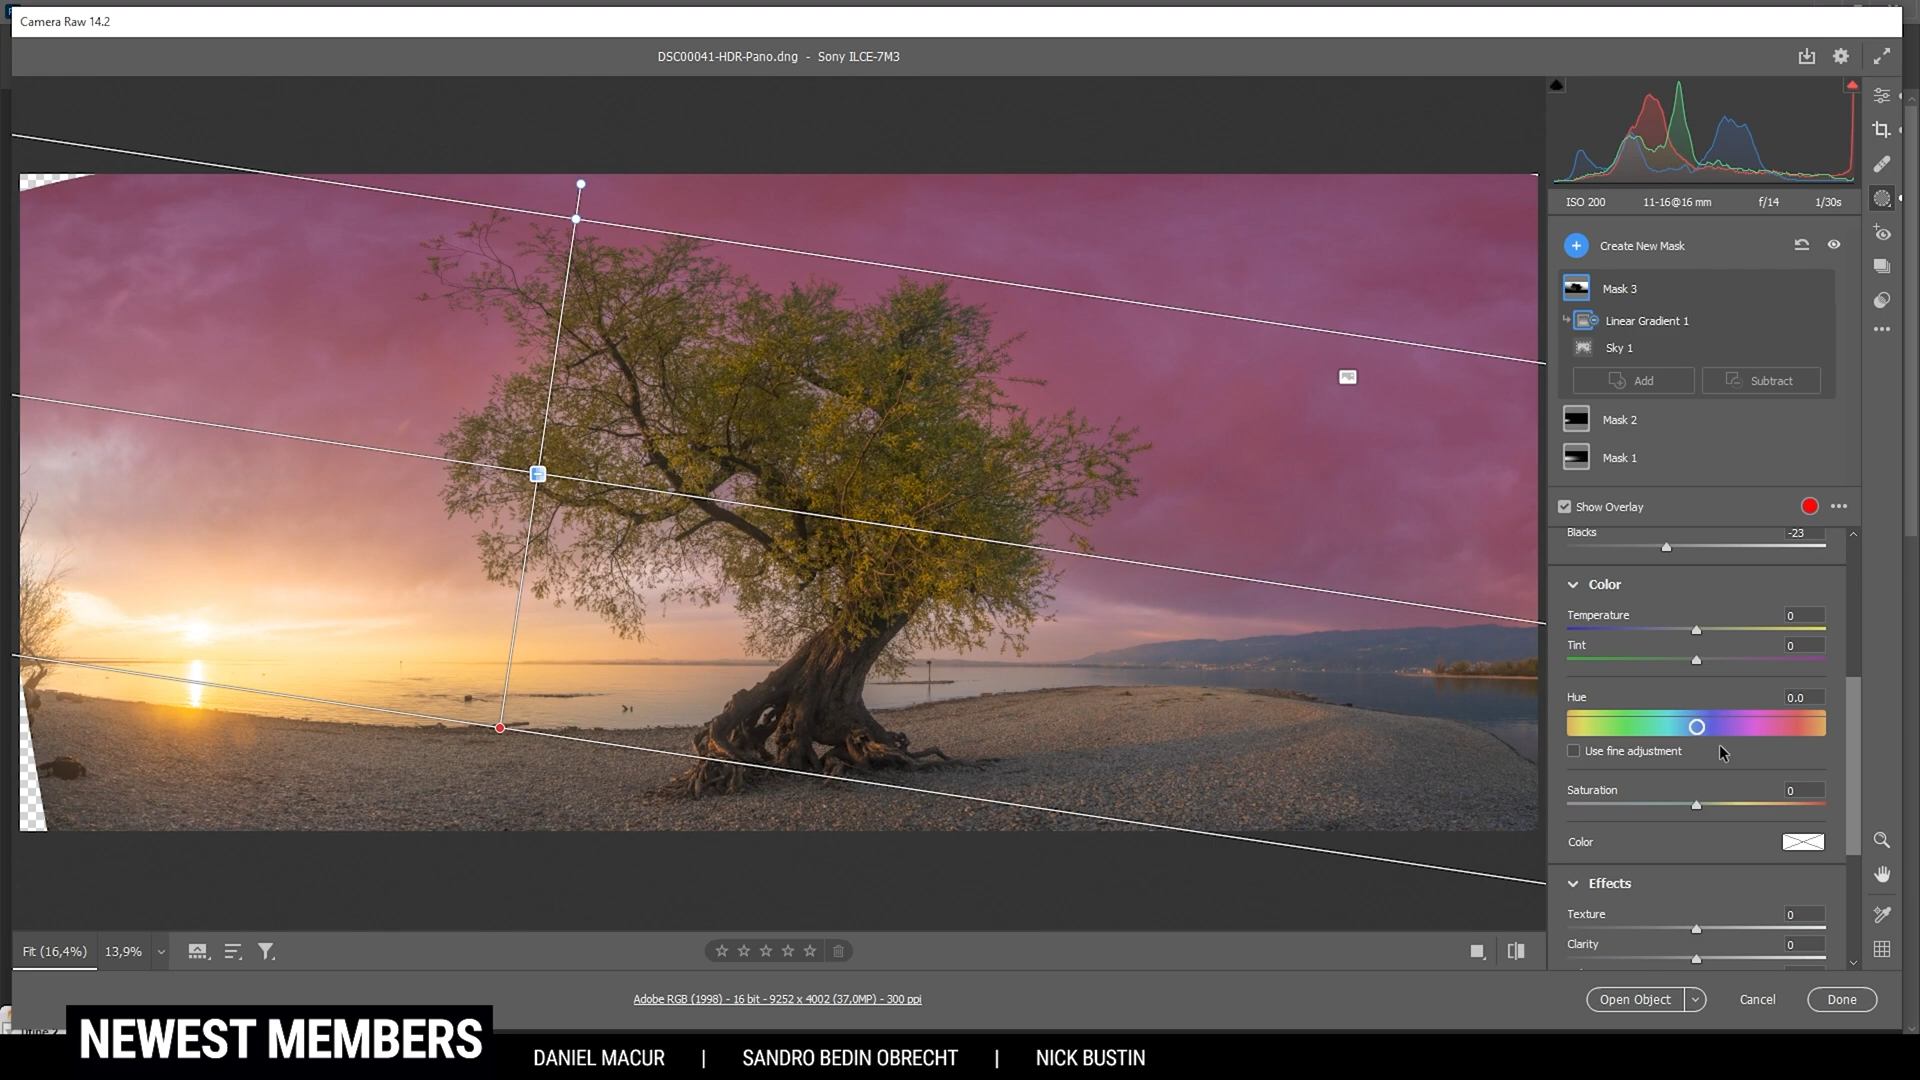 Camera Raw 14.2
DSC00041-HDR-Pano.dng - Sony ILCE-7M3
ISO 200 11-16@16 mm f/14 1/30s
Create New Mask
Mask 3
Linear Gradient 1
Sky 1
Add Subtract
Mask 2
Mask 1
Show Overlay
Blacks -23
Color
Temperature 0
Tint 0
Hue 0.0
Use fine adjustment
Saturation 0
Color
Effects
Texture 0
Clarity 0
Fit (16,4%) 13,9%
Adobe RGB (1998) - 16 bit - 9252 x 4002 (37,0MP) - 300 ppi
Open Object Cancel Done
NEWEST MEMBERS
DANIEL MACUR | SANDRO BEDIN OBRECHT | NICK BUSTIN